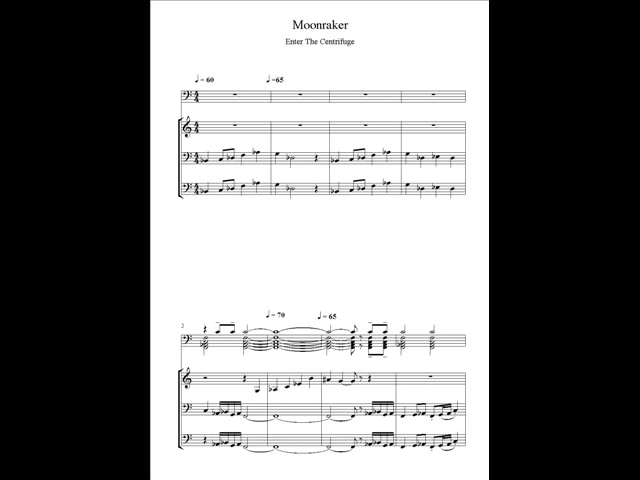 Moonraker
Enter The Centrifuge
♩ = 60 ♩ =65
5 ♩ = 70 ♩ = 65